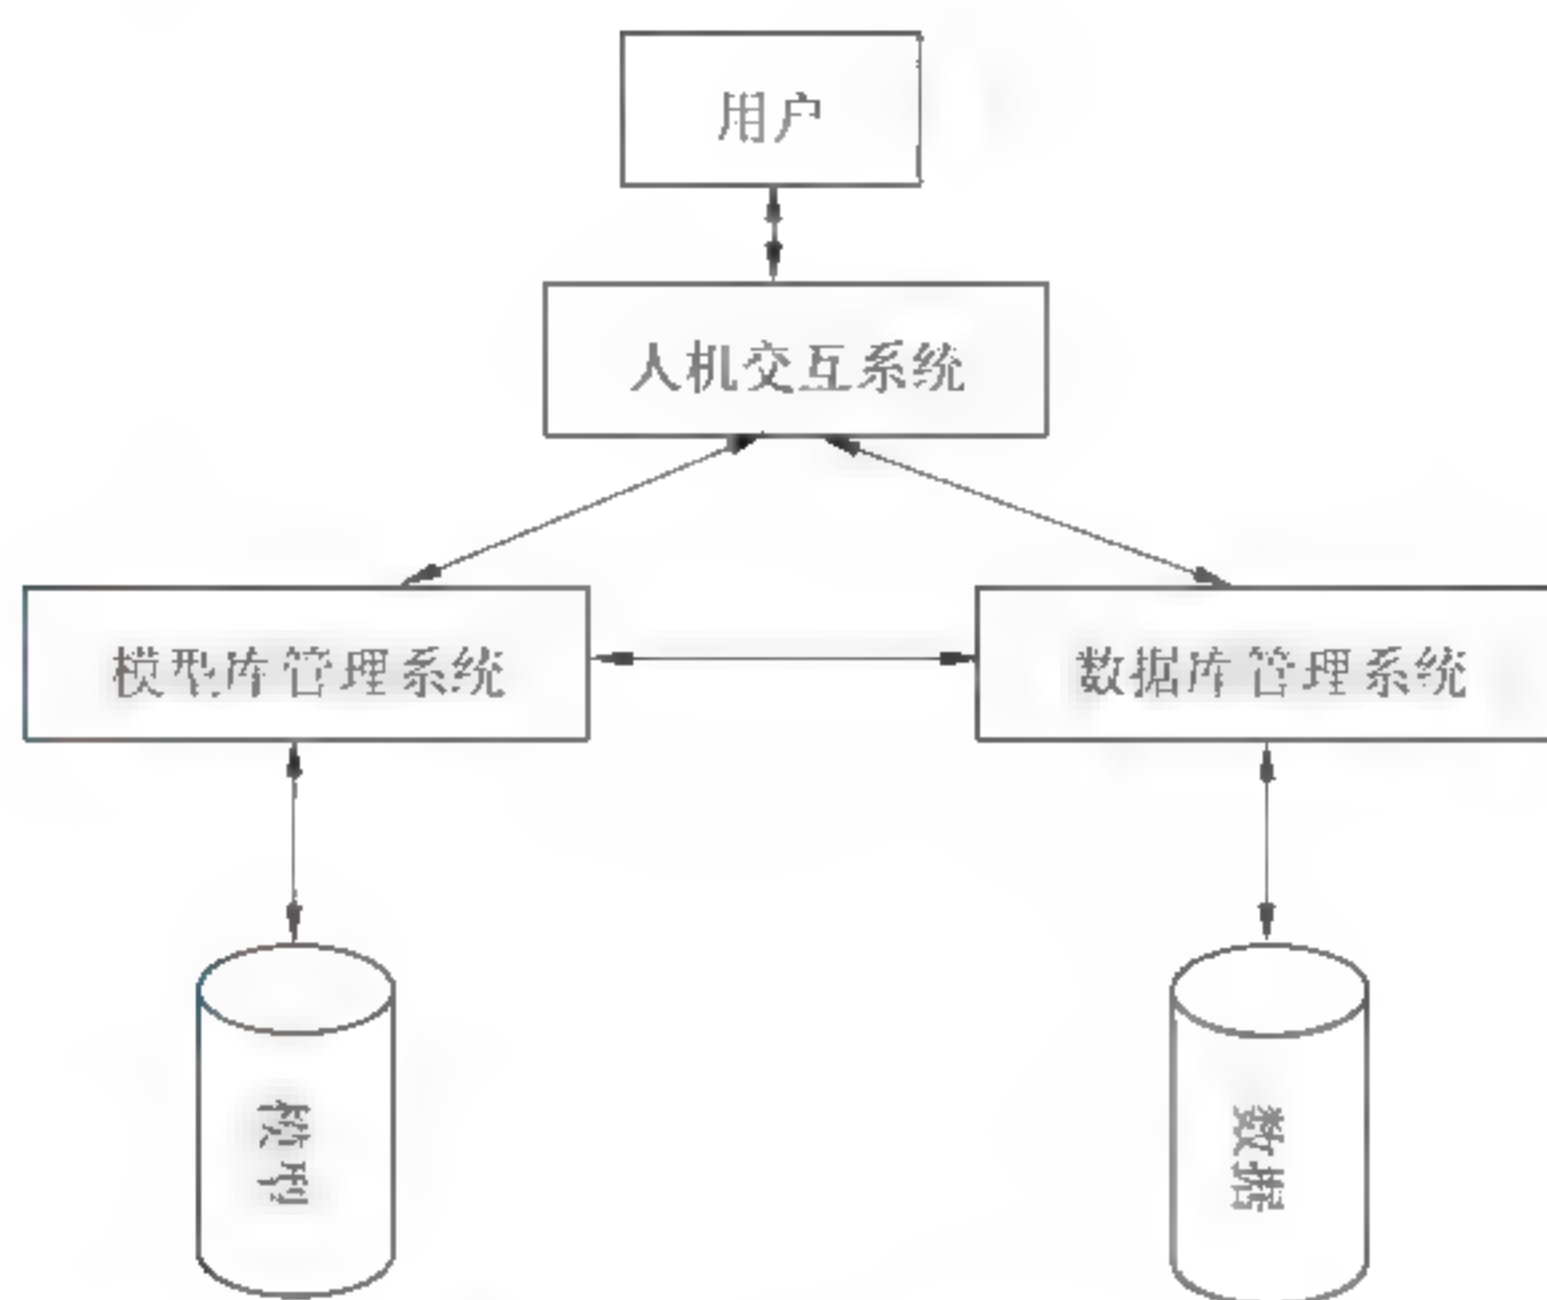 用户
人机交互系统
模型库管理系统
数据库管理系统
模型
数据